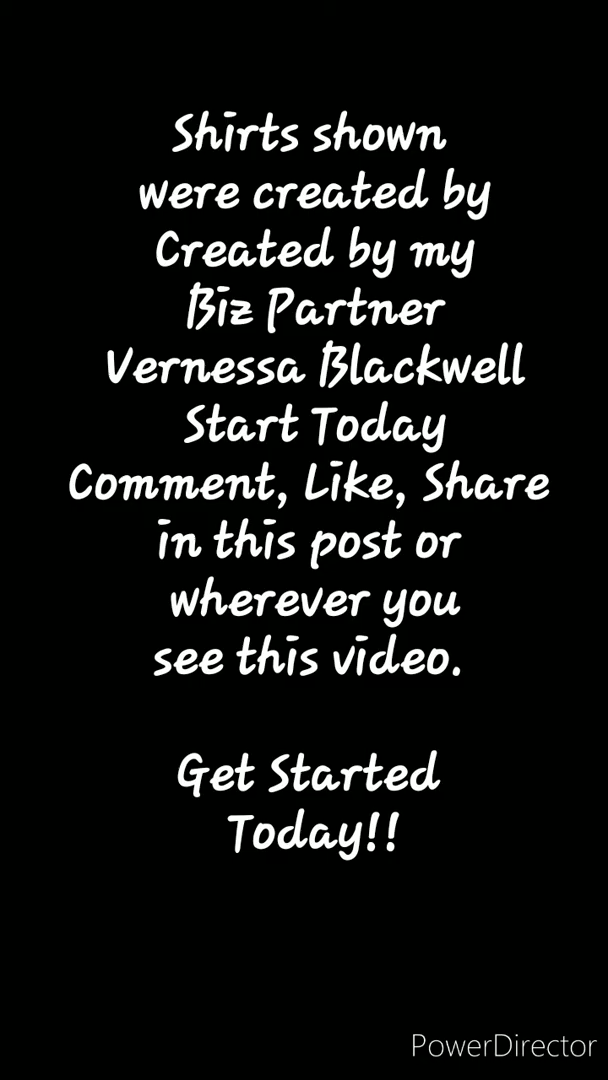 Shirts shown
were created by
Created by my
Biz Partner
Vernessa Blackwell
Start Today
Comment, Like, Share
in this post or
wherever you
see this video.
Get Started
Today!!
PowerDirector